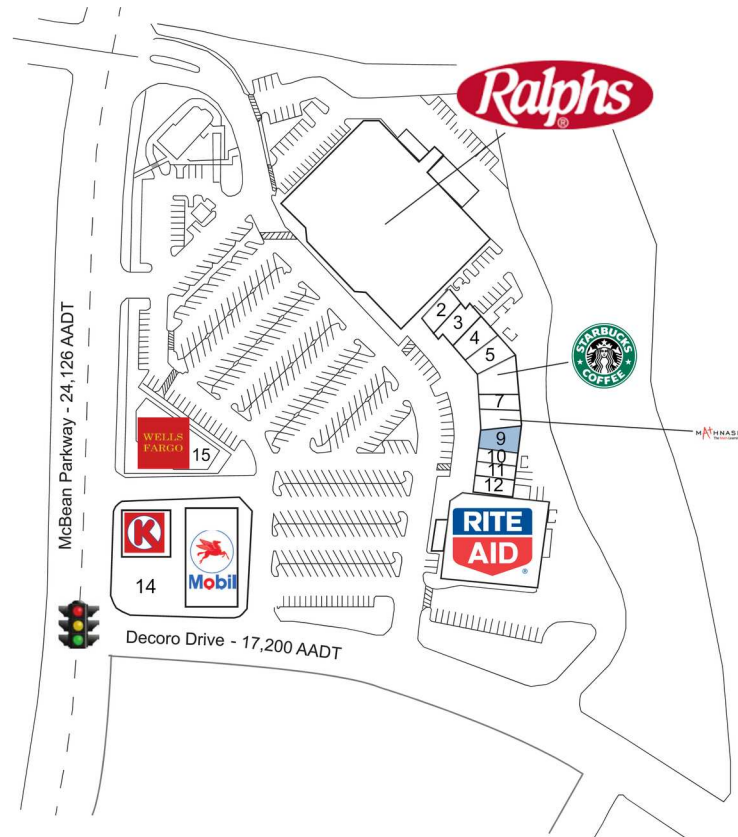 Ralphs
®
2
3
4
5
STARBUCKS
COFFEE
7
9
10
11
12
WELLS
FARGO
15
K
14
Mobil
RITE
AID
®
McBean Parkway - 24,126 AADT
Decoro Drive - 17,200 AADT